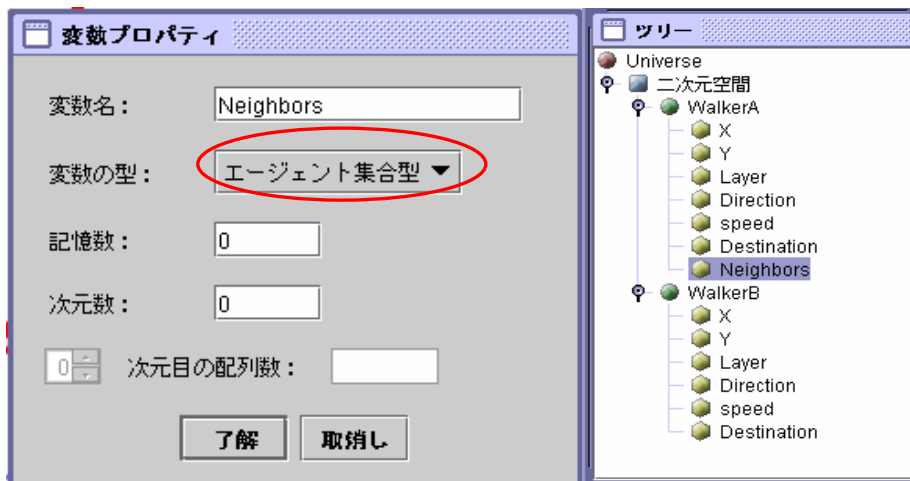 変数プロパティ
変数名：
Neighbors
変数の型：
エージェント集合型
記憶数：
0
次元数：
0
0
次元目の配列数：
了解
取消し
ツリー
Universe
二次元空間
WalkerA
X
Y
Layer
Direction
speed
Destination
Neighbors
WalkerB
X
Y
Layer
Direction
speed
Destination